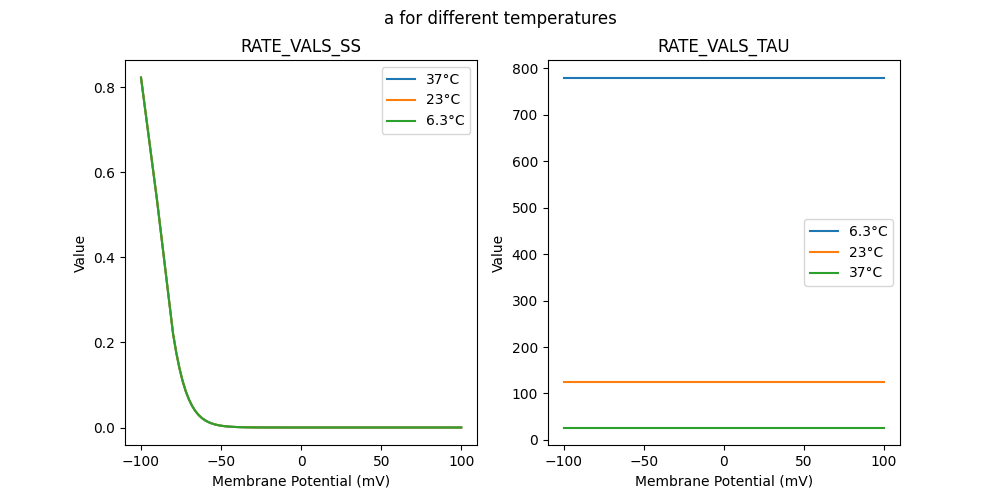 a for different temperatures
RATE_VALS_SS
0.8
0.6
0.4
0.2
0.0
Value
37°C
23°C
6.3°C
−100
−50
0
50
100
Membrane Potential (mV)
RATE_VALS_TAU
800
700
600
500
400
300
200
100
0
Value
6.3°C
23°C
37°C
−100
−50
0
50
100
Membrane Potential (mV)